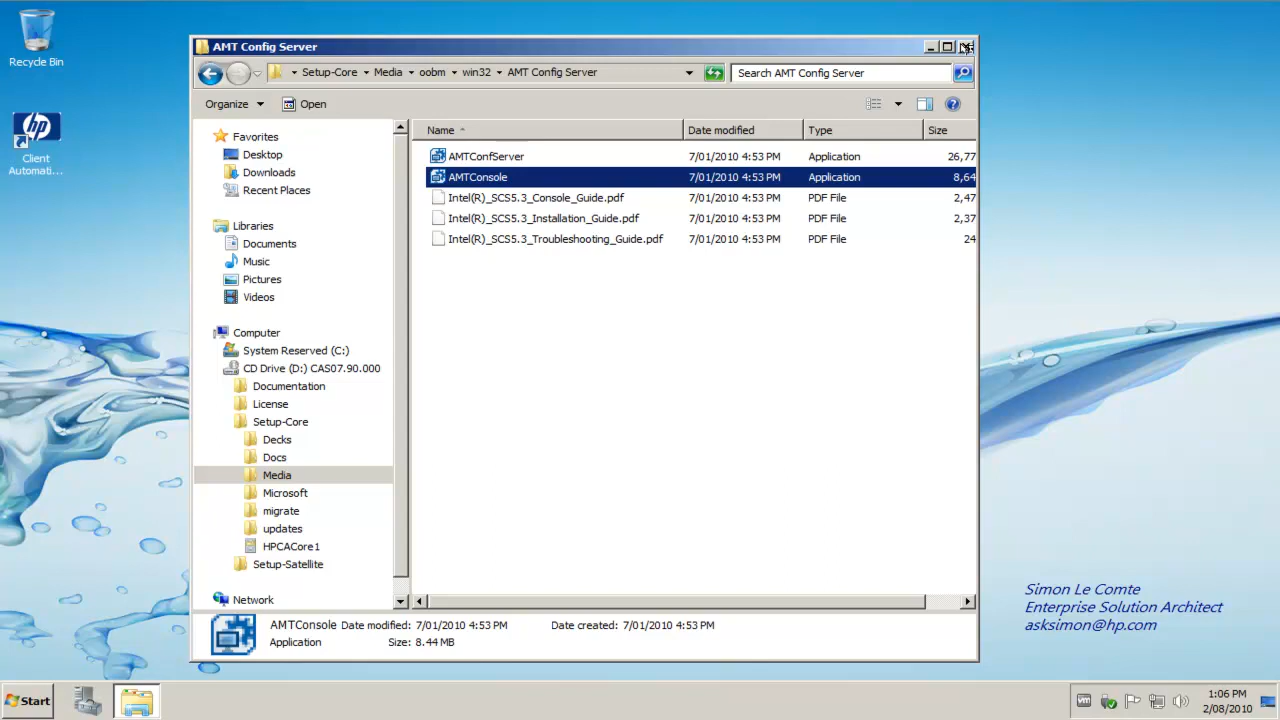 Recycle Bin
Client
Automati...
AMT Config Server
Setup-Core Media oobm win32 AMT Config Server
Search AMT Config Server
Organize Open
Name Date modified Type Size
AMTConfServer 7/01/2010 4:53 PM Application 26,77
AMTConsole 7/01/2010 4:53 PM Application 8,64
Intel(R)_SCS5.3_Console_Guide.pdf 7/01/2010 4:53 PM PDF File 2,47
Intel(R)_SCS5.3_Installation_Guide.pdf 7/01/2010 4:53 PM PDF File 2,37
Intel(R)_SCS5.3_Troubleshooting_Guide.pdf 7/01/2010 4:53 PM PDF File 24
Favorites
Desktop
Downloads
Recent Places
Libraries
Documents
Music
Pictures
Videos
Computer
System Reserved (C:)
CD Drive (D:) CAS07.90.000
Documentation
License
Setup-Core
Decks
Docs
Media
Microsoft
migrate
updates
HPCACore1
Setup-Satellite
Network
AMTConsole Date modified: 7/01/2010 4:53 PM Date created: 7/01/2010 4:53 PM
Application Size: 8.44 MB
Simon Le Comte
Enterprise Solution Architect
asksimon@hp.com
Start
1:06 PM
2/08/2010